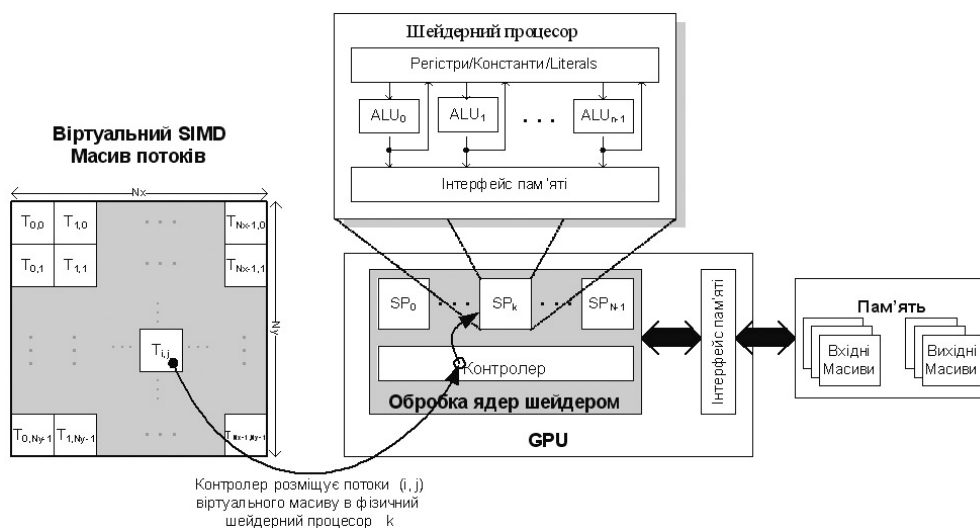 Шейдерний процесор
Регістри/Константи/Literals
ALU0 ALU1 . . . ALUn-1
Інтерфейс пам'яті
Віртуальний SIMD
Масив потоків
Nx
Ny
T0,0 T1,0 . . . TNx-1,0
T0,1 T1,1 . . . TNx-1,1
Ti,j
T0,Ny-1 T1,Ny-1 . . . TNx-1,Ny-1
SP0 . . . SPk . . . SPN-1
Контролер
Обробка ядер шейдером
GPU
Інтерфейс пам'яті
Пам'ять
Вхідні
Масиви
Вихідні
Масиви
Контролер розміщує потоки (i, j)
віртуального масиву в фізичний
шейдерний процесор k